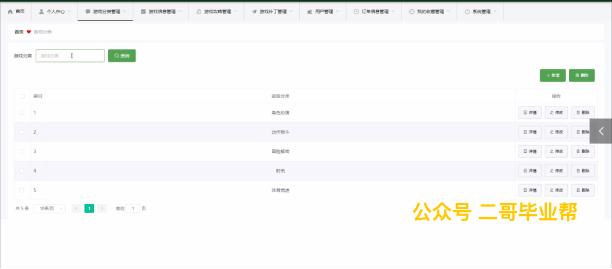 首页 个人中心 游戏分类管理 游戏信息管理 游戏攻略管理 游戏补丁管理 用户管理 订单信息管理 我的收藏管理 系统管理
首页 游戏分类
游戏分类 游戏分类 查询
新增 删除
索引 游戏分类 操作
1 角色扮演 详情 修改 删除
2 动作格斗 详情 修改 删除
3 冒险解谜 详情 修改 删除
4 详情 修改 删除
5 体育竞速 详情 修改 删除
共 5 条 10条/页 1 前往 1 页
公众号 二哥毕业帮